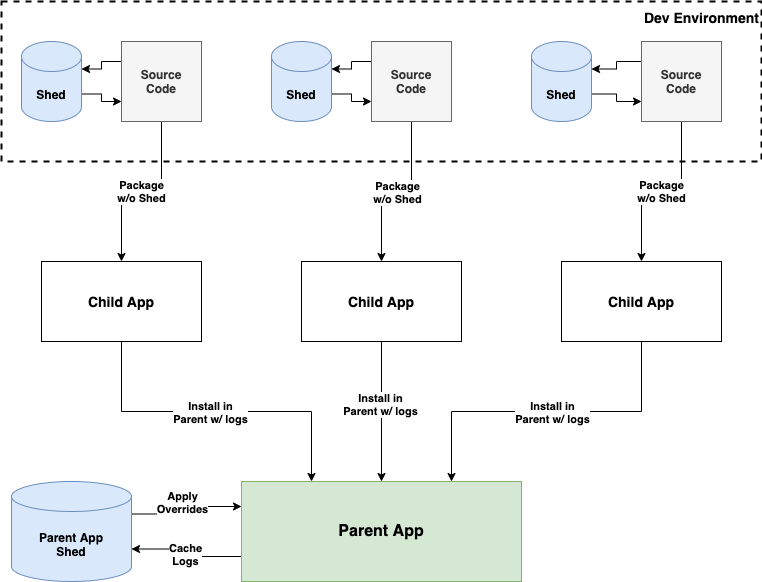 Dev Environment
Shed
Source
Code
Shed
Source
Code
Shed
Source
Code
Package
w/o Shed
Package
w/o Shed
Package
w/o Shed
Child App
Child App
Child App
Install in
Parent w/ logs
Install in
Parent w/ logs
Install in
Parent w/ logs
Parent App
Shed
Apply
Overrides
Cache
Logs
Parent App